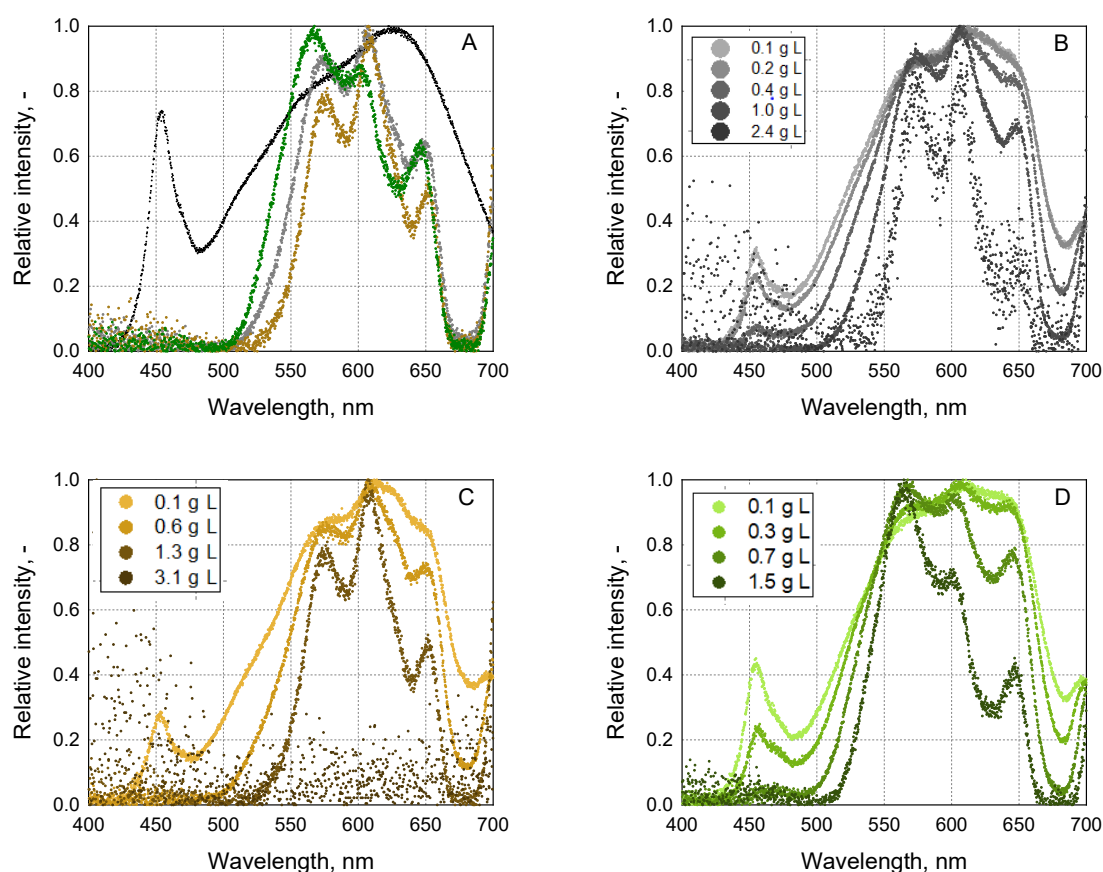 A
Relative intensity, -
1.0
0.8
0.6
0.4
0.2
0.0
400 450 500 550 600 650 700
Wavelength, nm
B
0.1 g L
0.2 g L
0.4 g L
1.0 g L
2.4 g L
Relative intensity, -
1.0
0.8
0.6
0.4
0.2
0.0
400 450 500 550 600 650 700
Wavelength, nm
C
0.1 g L
0.6 g L
1.3 g L
3.1 g L
Relative intensity, -
1.0
0.8
0.6
0.4
0.2
0.0
400 450 500 550 600 650 700
Wavelength, nm
D
0.1 g L
0.3 g L
0.7 g L
1.5 g L
Relative intensity, -
1.0
0.8
0.6
0.4
0.2
0.0
400 450 500 550 600 650 700
Wavelength, nm